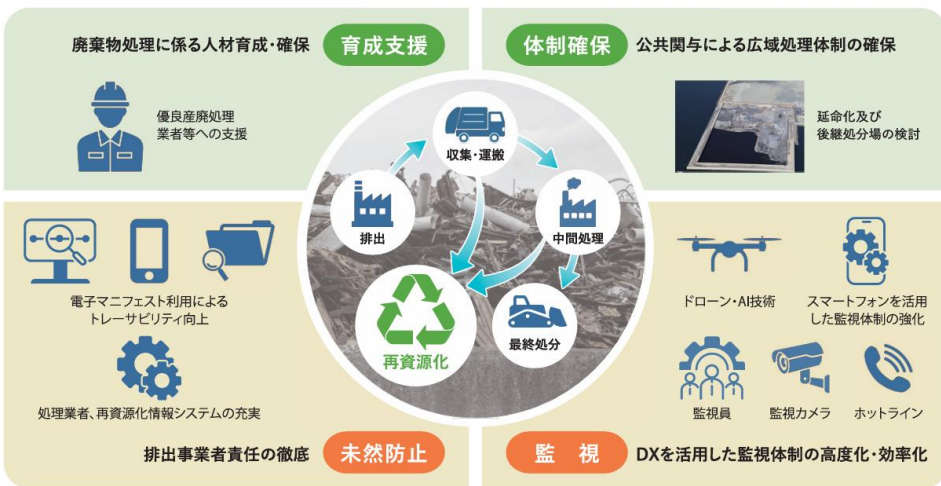 廃棄物処理に係る人材育成・確保
育成支援
優良産廃処理
業者等への支援
体制確保
公共関与による広域処理体制の確保
延命化及び
後継処分場の検討
収集・運搬
排出
中間処理
再資源化
最終処分
電子マニフェスト利用による
トレーサビリティ向上
処理業者、再資源化情報システムの充実
排出事業者責任の徹底
未然防止
ドローン・AI技術
スマートフォンを活用
した監視体制の強化
監視員
監視カメラ
ホットライン
監 視
DXを活用した監視体制の高度化・効率化